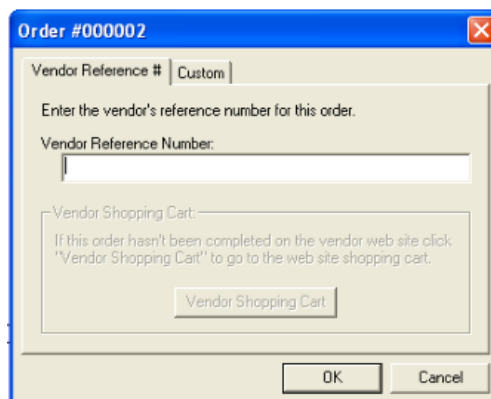 Order #000002
Vendor Reference # Custom
Enter the vendor's reference number for this order.
Vendor Reference Number:
Vendor Shopping Cart:
If this order hasn't been completed on the vendor web site click
"Vendor Shopping Cart" to go to the web site shopping cart.
Vendor Shopping Cart
OK Cancel